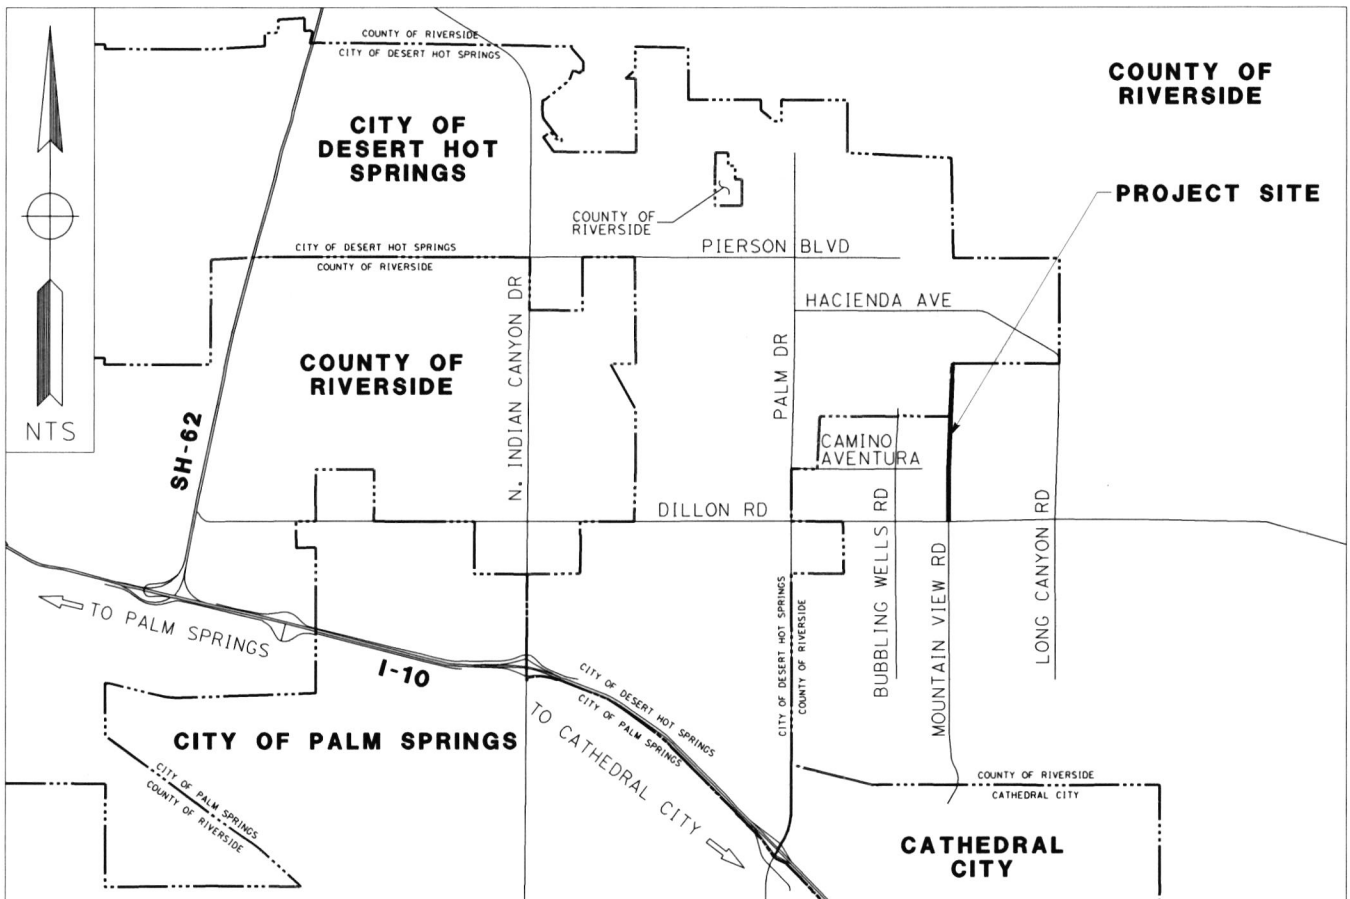 COUNTY OF RIVERSIDE
CITY OF DESERT HOT SPRINGS
COUNTY OF
RIVERSIDE
CITY OF
DESERT HOT
SPRINGS
PROJECT SITE
COUNTY OF
RIVERSIDE
CITY OF DESERT HOT SPRINGS
COUNTY OF RIVERSIDE
PIERSON BLVD
HACIENDA AVE
N. INDIAN CANYON DR
PALM DR
COUNTY OF
RIVERSIDE
NTS
SH-62
CAMINO
AVENTURA
DILLON RD
BUBBLING WELLS RD
MOUNTAIN VIEW RD
LONG CANYON RD
CITY OF DESERT HOT SPRINGS
COUNTY OF RIVERSIDE
TO PALM SPRINGS
I-10
CITY OF DESERT HOT SPRINGS
CITY OF PALM SPRINGS
TO CATHEDRAL CITY
CITY OF PALM SPRINGS
CITY OF PALM SPRINGS
COUNTY OF RIVERSIDE
COUNTY OF RIVERSIDE
CATHEDRAL CITY
CATHEDRAL
CITY